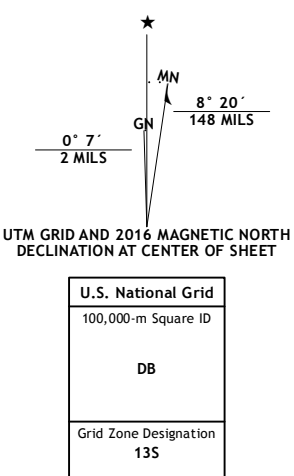 MN
GN
8° 20´
148 MILS
0° 7´
2 MILS
UTM GRID AND 2016 MAGNETIC NORTH
DECLINATION AT CENTER OF SHEET
U.S. National Grid
100,000-m Square ID
DB
Grid Zone Designation
13S